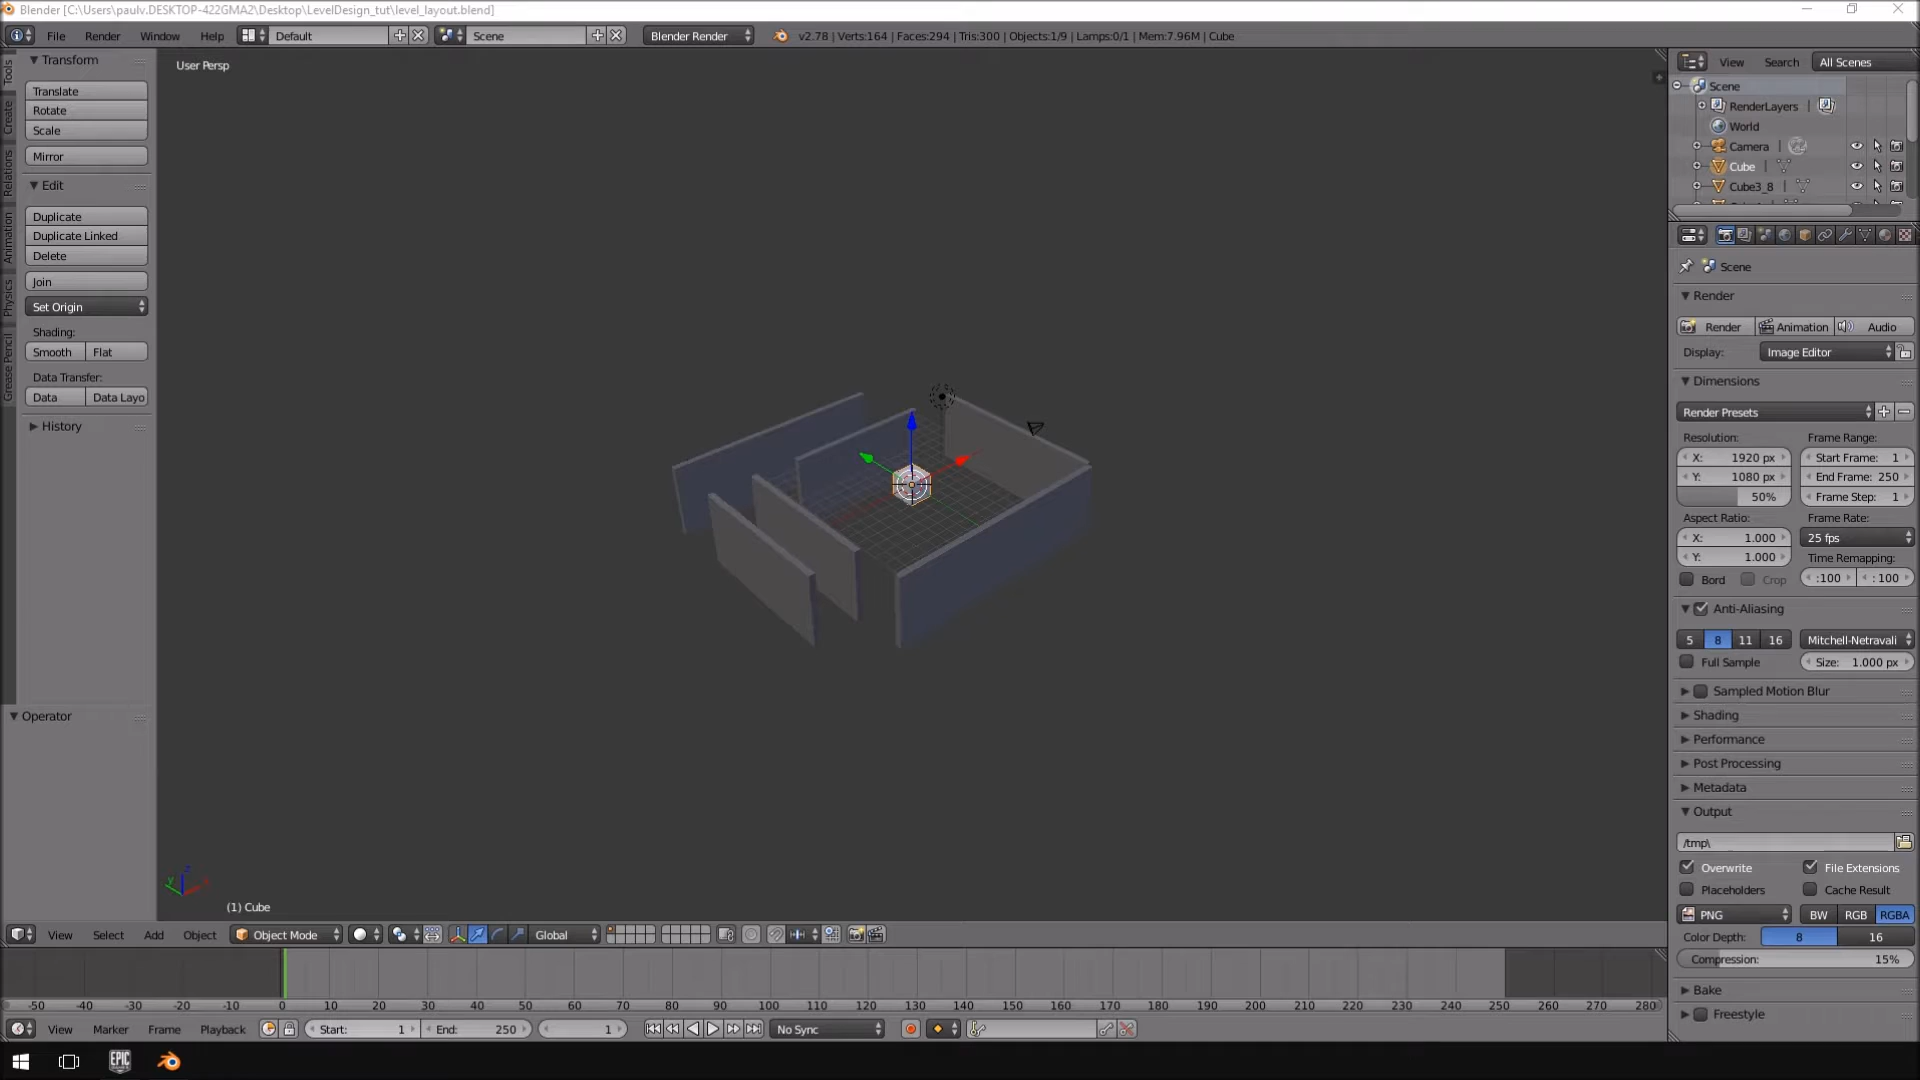 Blender [C:\Users\paulv.DESKTOP-422GMA2\Desktop\LevelDesign_tut\level_layout.blend]
File Render Window Help Default Scene Blender Render v2.78 | Verts:164 | Faces:294 | Tris:300 | Objects:1/9 | Lamps:0/1 | Mem:7.96M | Cube
Tools
Create
Relations
Animation
Physics
Grease Pencil
Transform
Translate
Rotate
Scale
Mirror
Edit
Duplicate
Duplicate Linked
Delete
Join
Set Origin
Shading:
Smooth Flat
Data Transfer:
Data Data Layo
History
Operator
User Persp
(1) Cube
View Search All Scenes
Scene
RenderLayers |
World
Camera |
Cube |
Cube3_8 |
Scene
Render
Render Animation Audio
Display: Image Editor
Dimensions
Render Presets
Resolution: Frame Range:
X: 1920 px Start Frame: 1
Y: 1080 px End Frame: 250
50% Frame Step: 1
Aspect Ratio: Frame Rate:
X: 1.000 25 fps
Y: 1.000 Time Remapping:
Bord Crop :100 : 100
Anti-Aliasing
5 8 11 16 Mitchell-Netravali
Full Sample Size: 1.000 px
Sampled Motion Blur
Shading
Performance
Post Processing
Metadata
Output
/tmp\
Overwrite File Extensions
Placeholders Cache Result
PNG BW RGB RGBA
Color Depth: 8 16
Compression: 15%
Bake
Freestyle
View Select Add Object Object Mode Global
-50 -40 -30 -20 -10 0 10 20 30 40 50 60 70 80 90 100 110 120 130 140 150 160 170 180 190 200 210 220 230 240 250 260 270 280
View Marker Frame Playback Start: 1 End: 250 1 No Sync
EPIC